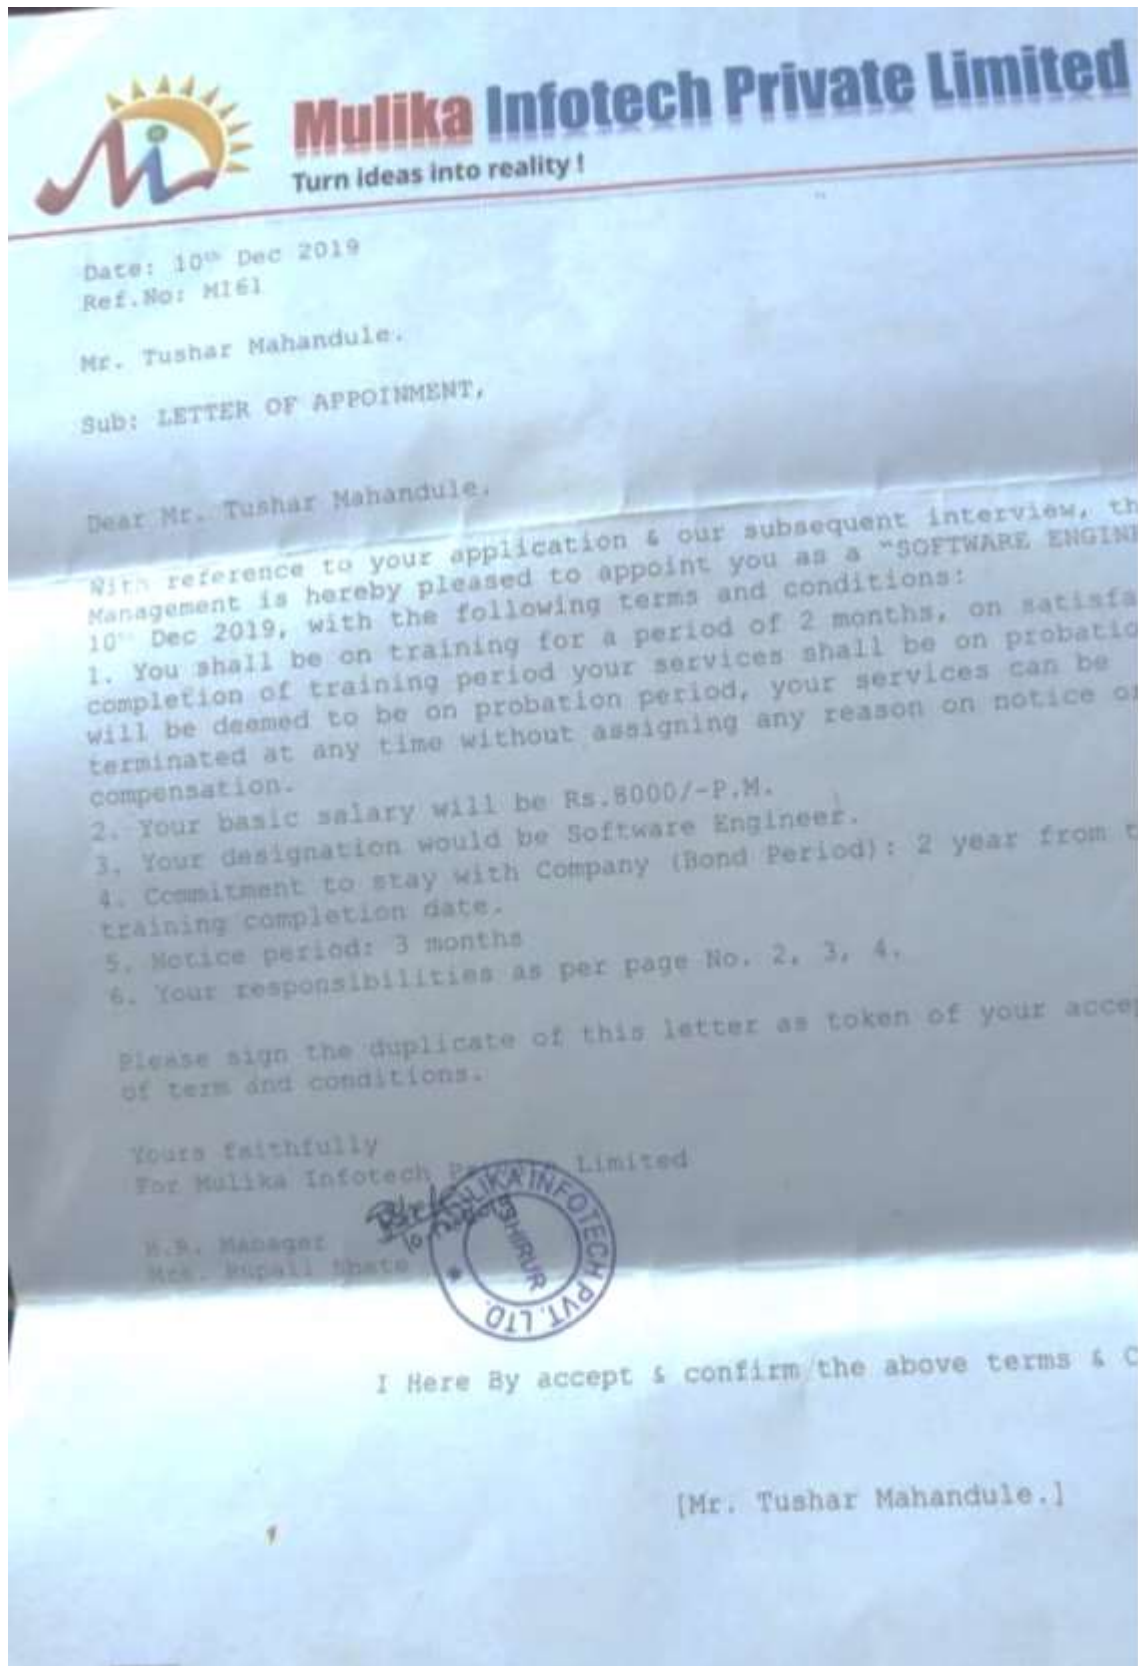 Mulika Infotech Private Limited
Turn ideas into reality !
Date: 10th Dec 2019
Ref.No: MI61
Mr. Tushar Mahandule.
Sub: LETTER OF APPOINMENT,
Dear Mr. Tushar Mahandule,
With reference to your application & our subsequent interview, th
Management is hereby pleased to appoint you as a "SOFTWARE ENGINE
10th Dec 2019, with the following terms and conditions:
1. You shall be on training for a period of 2 months, on satisfa
completion of training period your services shall be on probatio
will be deemed to be on probation period, your services can be
terminated at any time without assigning any reason on notice or
compensation.
2. Your basic salary will be Rs.8000/-P.M.
3. Your designation would be Software Engineer.
4. Commitment to stay with Company (Bond Period): 2 year from t
training completion date.
5. Notice period: 3 months
6. Your responsibilities as per page No. 2, 3, 4.
Please sign the duplicate of this letter as token of your accep
of term and conditions.
Yours faithfully
For Mulika Infotech Limited
H.R. Manager
Mrs. Rupali
MULIKA INFOTECH PVT. LTD.
SHIRUR
I Here By accept & confirm the above terms & C
[Mr. Tushar Mahandule.]